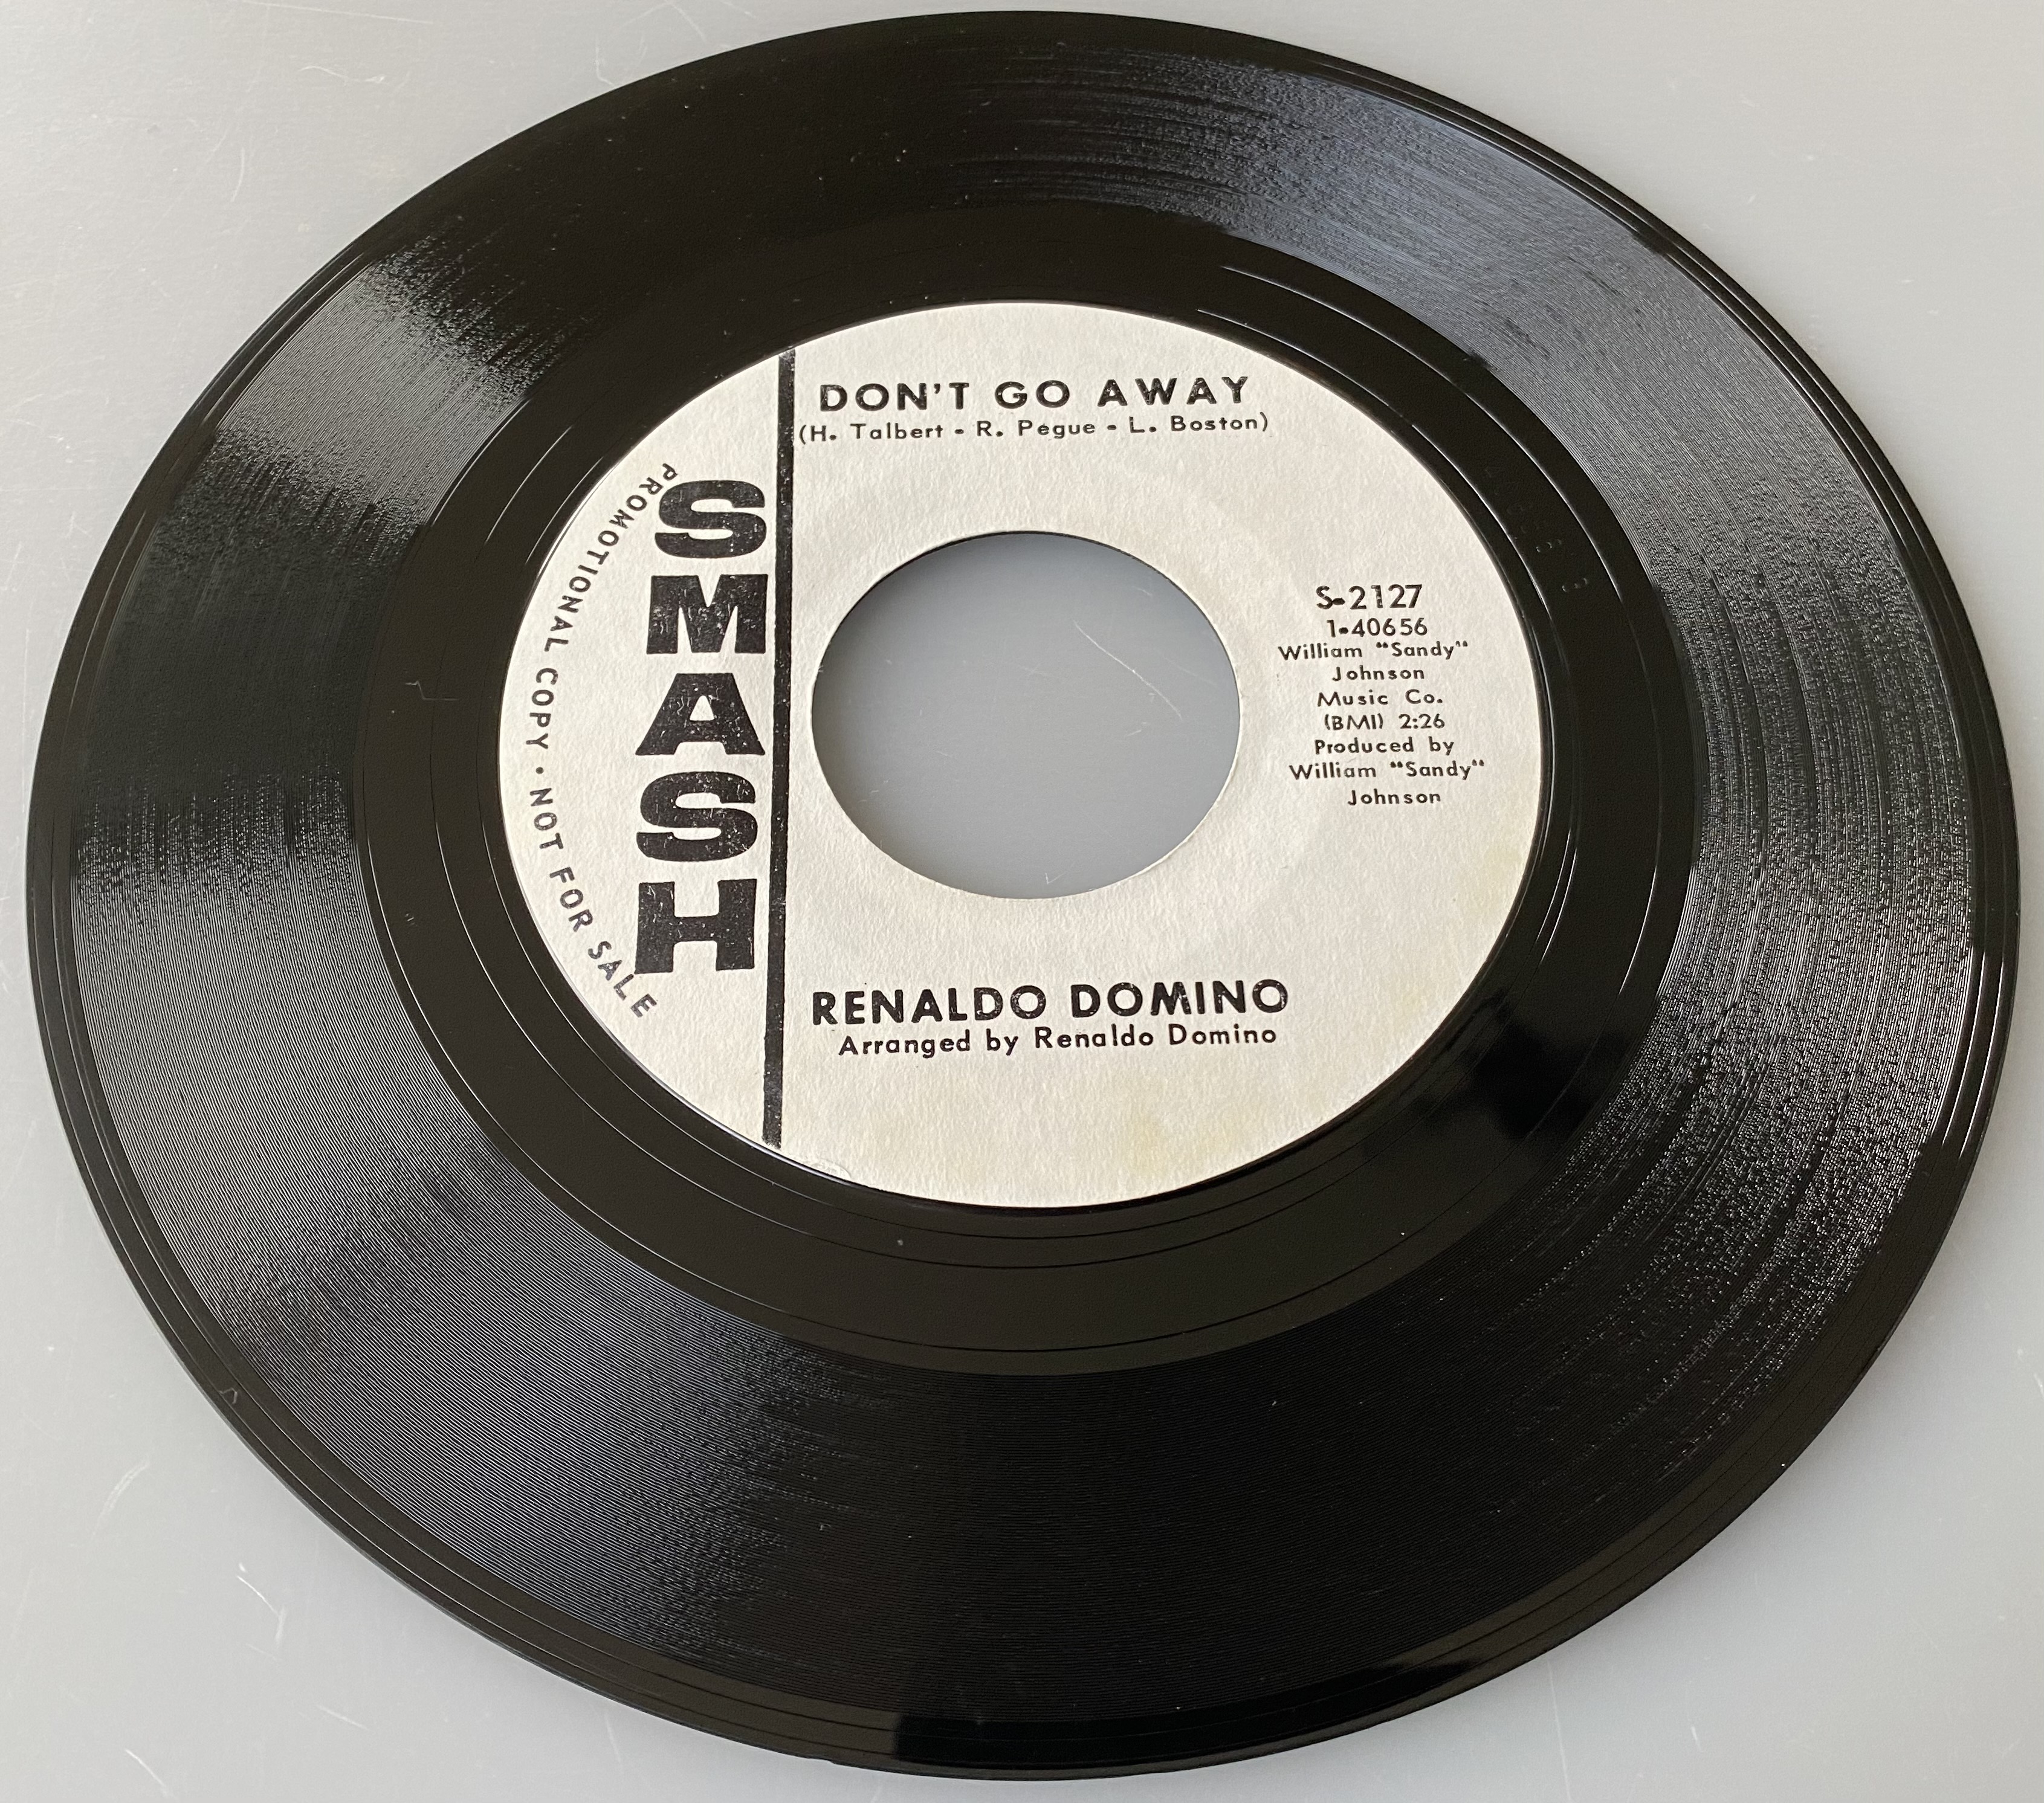 DON'T GO AWAY
(H. Talbert - R. Pegue - L. Boston)
PROMOTIONAL COPY • NOT FOR SALE
SMASH
S-2127
1-40656
William "Sandy"
Johnson
Music Co.
(BMI) 2:26
Produced by
William "Sandy"
Johnson
RENALDO DOMINO
Arranged by Renaldo Domino